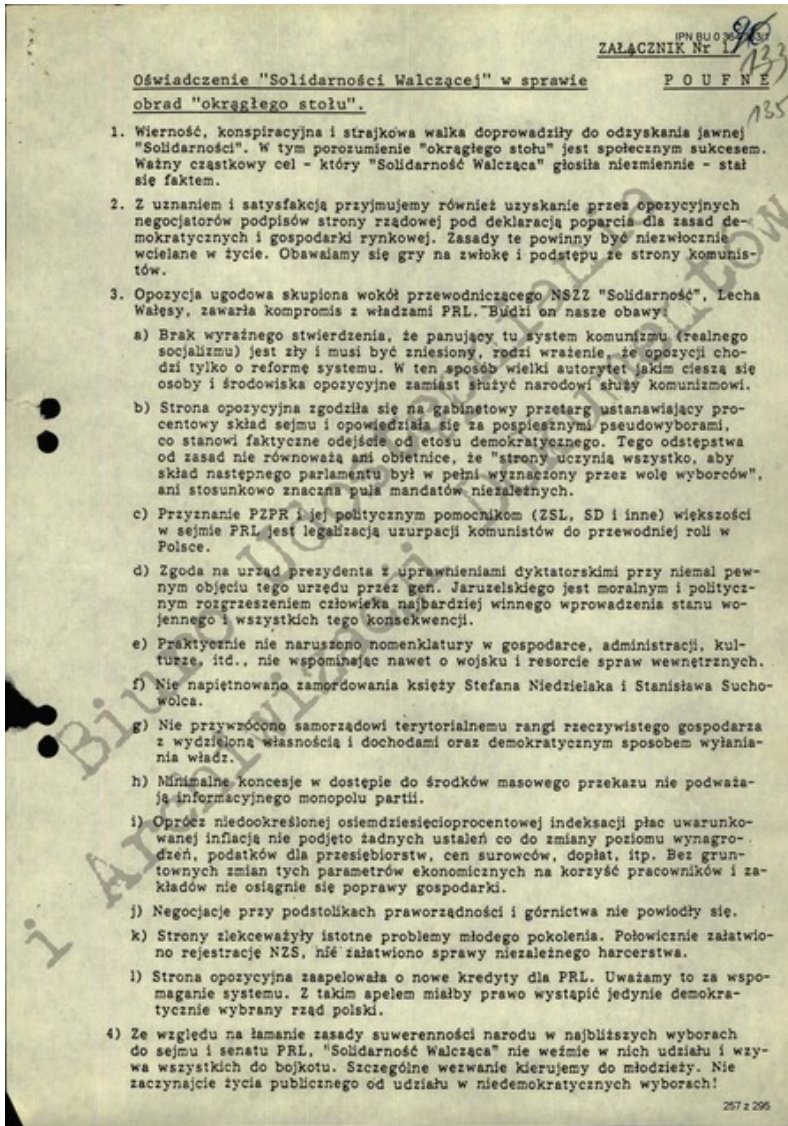 IPN BU 0 364
ZAŁĄCZNIK Nr 1
133
135
Oświadczenie "Solidarności Walczącej" w sprawie P O U F N E
obrad "okrągłego stołu".
1. Wierność, konspiracyjna i strajkowa walka doprowadziły do odzyskania jawnej
"Solidarności". W tym porozumienie "okrągłego stołu" jest społecznym sukcesem.
Ważny cząstkowy cel - który "Solidarność Walcząca" głosiła niezmiennie - stał
się faktem.
2. Z uznaniem i satysfakcją przyjmujemy również uzyskanie przez opozycyjnych
negocjatorów podpisów strony rządowej pod deklaracją poparcia dla zasad de-
mokratycznych i gospodarki rynkowej. Zasady te powinny być niezwłocznie
wcielane w życie. Obawaiamy się gry na zwłokę i podstępu ze strony komunis-
tów.
3. Opozycja ugodowa skupiona wokół przewodniczącego NSZZ "Solidarność", Lecha
Wałęsy, zawarła kompromis z władzami PRL. Budzi on nasze obawy:
a) Brak wyraźnego stwierdzenia, że panujący tu system komunizmu (realnego
socjalizmu) jest zły i musi być zniesiony, rodzi wrażenie, że opozycji cho-
dzi tylko o reformę systemu. W ten sposób wielki autorytet jakim cieszą się
osoby i środowiska opozycyjne zamiast służyć narodowi służy komunizmowi.
b) Strona opozycyjna zgodziła się na gabinetowy przetarg ustanawiający pro-
centowy skład sejmu i opowiedziała się za pospiesznymi pseudowyborami,
co stanowi faktyczne odejście od etosu demokratycznego. Tego odstępstwa
od zasad nie równoważą ani obietnice, że "strony uczynią wszystko, aby
skład następnego parlamentu był w pełni wyznaczony przez wolę wyborców",
ani stosunkowo znaczna pula mandatów niezależnych.
c) Przyznanie PZPR i jej politycznym pomocnikom (ZSL, SD i inne) większości
w sejmie PRL jest legalizacją uzurpacji komunistów do przewodniej roli w
Polsce.
d) Zgoda na urząd prezydenta z uprawnieniami dyktatorskimi przy niemal pew-
nym objęciu tego urzędu przez gen. Jaruzelskiego jest moralnym i politycz-
nym rozgrzeszeniem człowieka najbardziej winnego wprowadzenia stanu wo-
jennego i wszystkich tego konsekwencji.
e) Praktycznie nie naruszono nomenklatury w gospodarce, administracji, kul-
turze, itd., nie wspominając nawet o wojsku i resorcie spraw wewnętrznych.
f) Nie napiętnowano zamordowania księży Stefana Niedzielaka i Stanisława Sucho-
wolca.
g) Nie przywrócono samorządowi terytorialnemu rangi rzeczywistego gospodarza
z wydzieloną własnością i dochodami oraz demokratycznym sposobem wyłania-
nia władz.
h) Minimalne koncesje w dostępie do środków masowego przekazu nie podważa-
ją informacyjnego monopolu partii.
i) Oprócz niedookreślonej osiemdziesięcioprocentowej indeksacji płac uwarunko-
wanej inflacją nie podjęto żadnych ustaleń co do zmiany poziomu wynagro-
dzeń, podatków dla przesiębiorstw, cen surowców, dopłat, itp. Bez grun-
townych zmian tych parametrów ekonomicznych na korzyść pracowników i za-
kładów nie osiągnie się poprawy gospodarki.
j) Negocjacje przy podstolikach praworządności i górnictwa nie powiodły się.
k) Strony zlekceważyły istotne problemy młodego pokolenia. Połowicznie załatwio-
no rejestrację NZS, nie załatwiono sprawy niezależnego harcerstwa.
l) Strona opozycyjna zaapelowała o nowe kredyty dla PRL. Uważamy to za wspo-
maganie systemu. Z takim apelem miałby prawo wystąpić jedynie demokra-
tycznie wybrany rząd polski.
4) Ze względu na łamanie zasady suwerenności narodu w najbliższych wyborach
do sejmu i senatu PRL, "Solidarność Walcząca" nie weźmie w nich udziału i wzy-
wa wszystkich do bojkotu. Szczególne wezwanie kierujemy do młodzieży. Nie
zaczynajcie życia publicznego od udziału w niedemokratycznych wyborach!
257 z 295
Biuro Udostępniania
i Archiwizacji Dokumentów